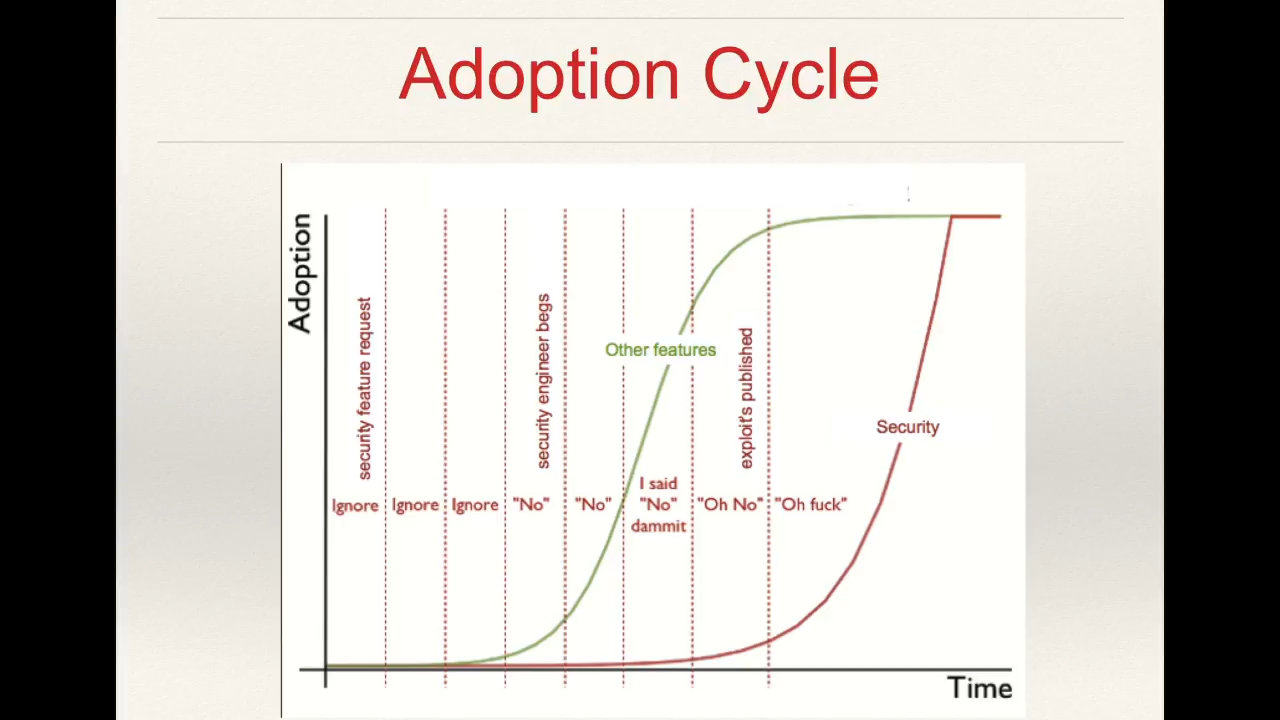 Adoption Cycle
Adoption
security feature request
security engineer begs
Other features
exploit's published
Security
Ignore
Ignore
Ignore
"No"
"No"
I said
"No"
dammit
"Oh No"
"Oh fuck"
Time